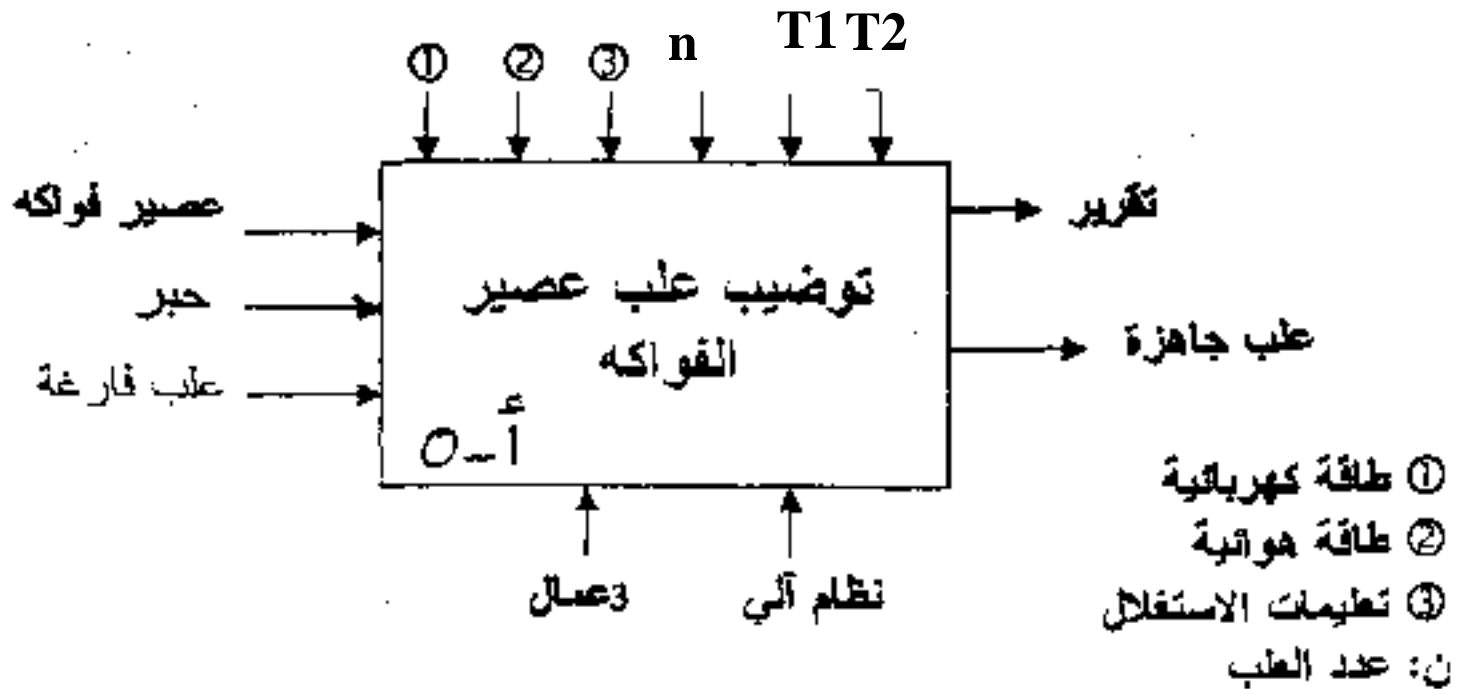 ① ② ③ n T1 T2
عصير فواكه
حبر
علب فارغة
توضيب علب عصير
الفواكه
أ-0
تقرير
علب جاهزة
3عمال
نظام آلي
① طاقة كهربائية
② طاقة هوائية
③ تعليمات الاستغلال
ن: عدد العلب